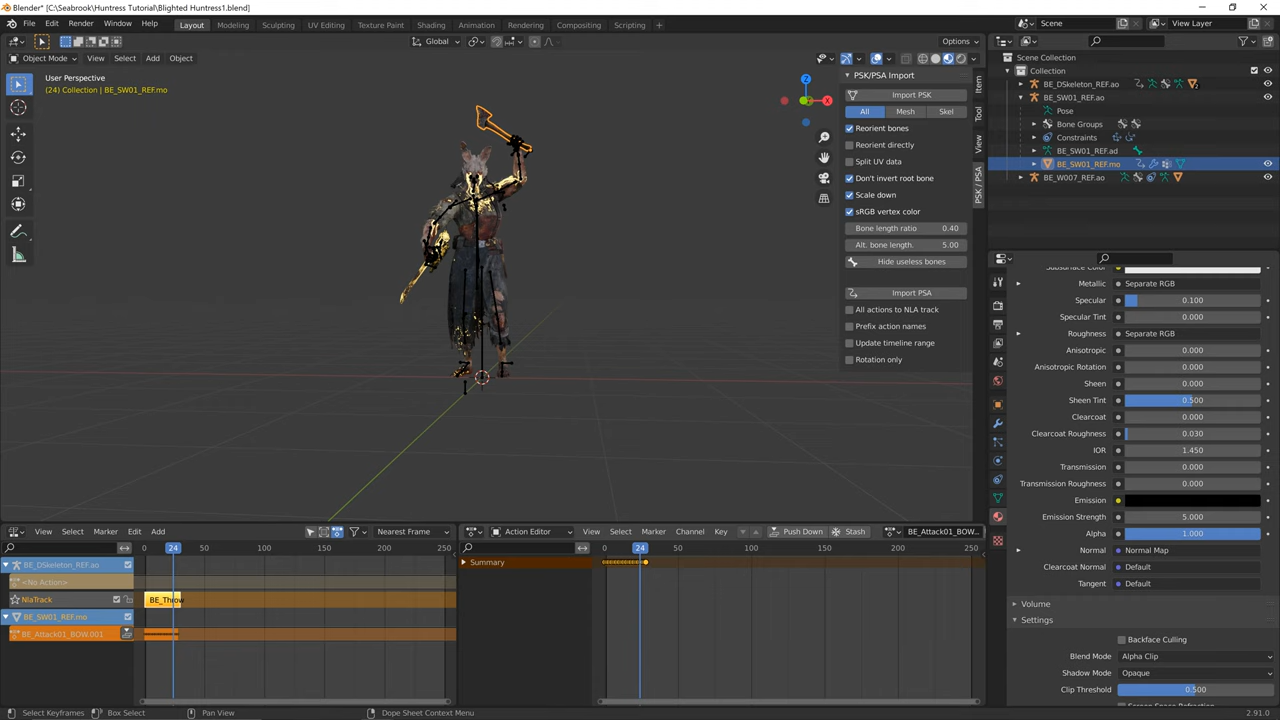 Blender* [C:\Seabrook\Huntress Tutorial\Blighted Huntress1.blend]
File Edit Render Window Help Layout Modeling Sculpting UV Editing Texture Paint Shading Animation Rendering Compositing Scripting Scene View Layer
Global Options
Object Mode View Select Add Object
User Perspective
(24) Collection | BE_SW01_REF.mo
PSK/PSA Import
Import PSK
All Mesh Skel
Reorient bones
Reorient directly
Split UV data
Don't invert root bone
Scale down
sRGB vertex color
Bone length ratio 0.40
Alt. bone length. 5.00
Hide useless bones
Import PSA
All actions to NLA track
Prefix action names
Update timeline range
Rotation only
Item
Tool
View
PSK / PSA
X
Z
Scene Collection
Collection
BE_DSkeleton_REF.ao
BE_SW01_REF.ao
Pose
Bone Groups
Constraints
BE_SW01_REF.ad
BE_SW01_REF.mo
BE_W007_REF.ao
Metallic Separate RGB
Specular 0.100
Specular Tint 0.000
Roughness Separate RGB
Anisotropic 0.000
Anisotropic Rotation 0.000
Sheen 0.000
Sheen Tint 0.500
Clearcoat 0.000
Clearcoat Roughness 0.030
IOR 1.450
Transmission 0.000
Transmission Roughness 0.000
Emission
Emission Strength 5.000
Alpha 1.000
Normal Normal Map
Clearcoat Normal Default
Tangent Default
Volume
Settings
Backface Culling
Blend Mode Alpha Clip
Shadow Mode Opaque
Clip Threshold 0.500
View Select Marker Edit Add Nearest Frame
0 24 50 100 150 200 250
BE_DSkeleton_REF.ao
<No Action>
NlaTrack BE_Throw
BE_SW01_REF.mo
BE_Attack01_BOW.001
Action Editor View Select Marker Channel Key Push Down Stash BE_Attack01_BOW...
0 24 50 100 150 200 250
Summary
Select Keyframes Box Select Pan View Dope Sheet Context Menu 2.91.0